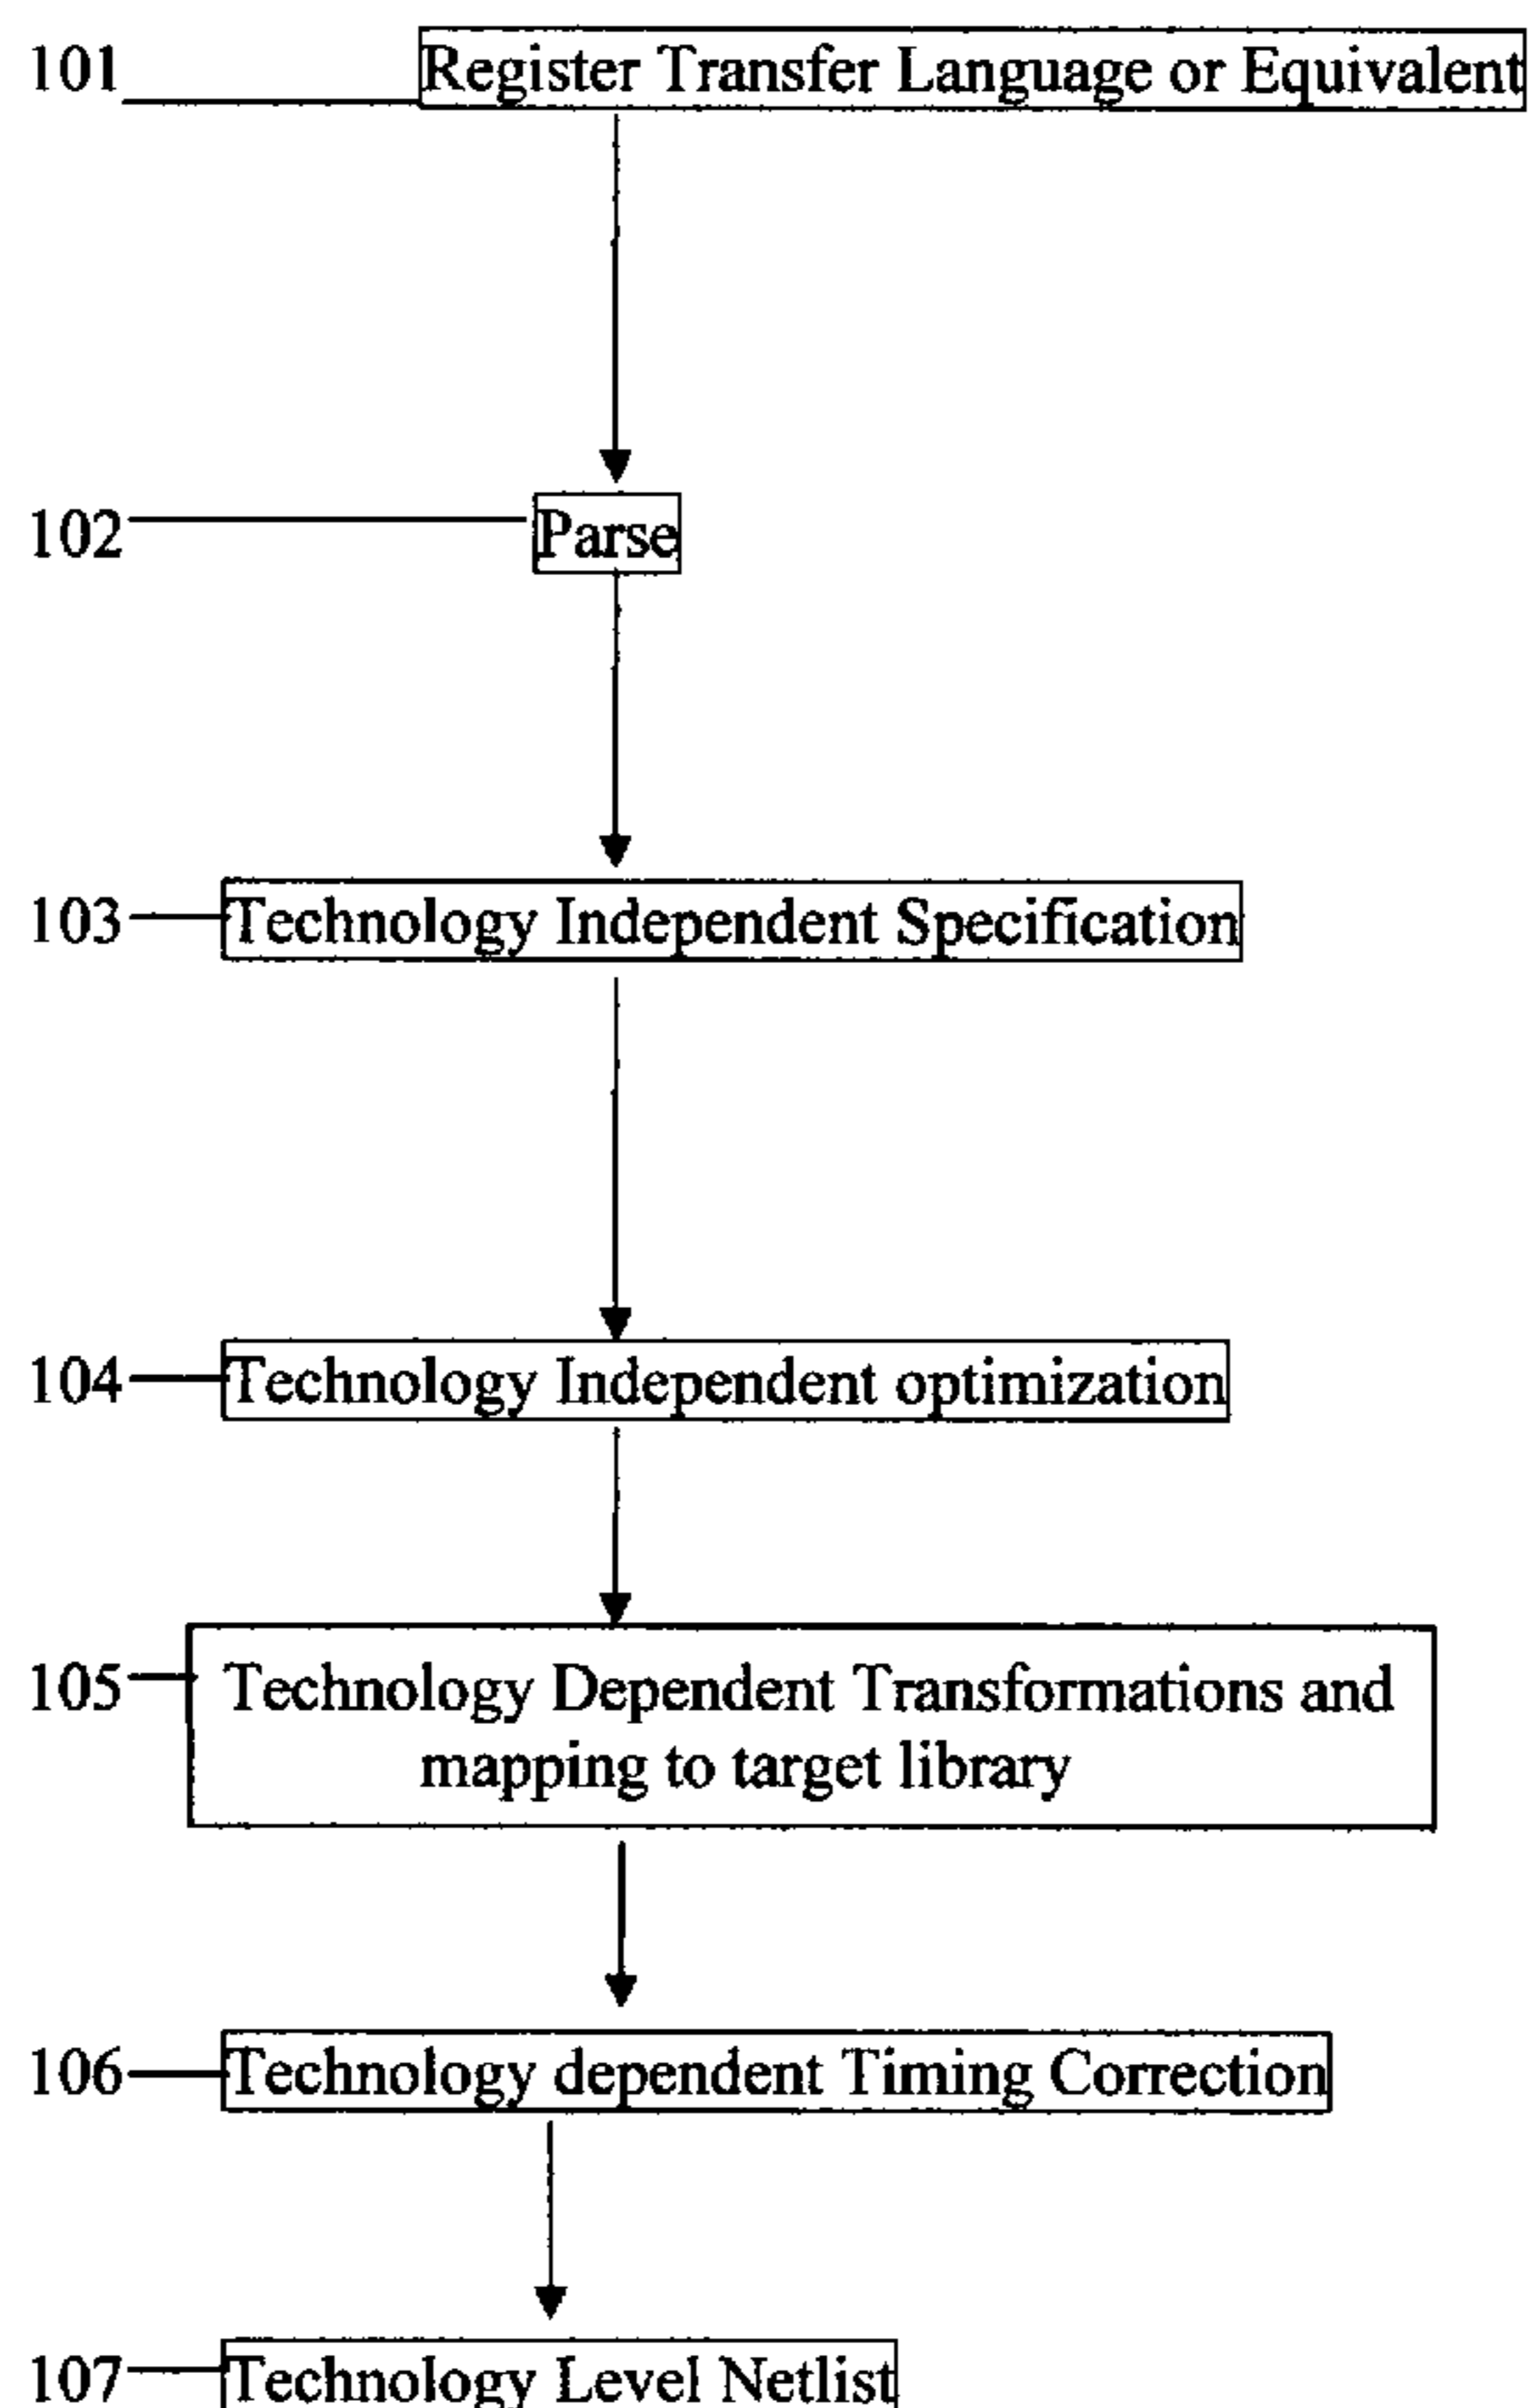 101 Register Transfer Language or Equivalent
102 Parse
103 Technology Independent Specification
104 Technology Independent optimization
105 Technology Dependent Transformations and
mapping to target library
106 Technology dependent Timing Correction
107 Technology Level Netlist